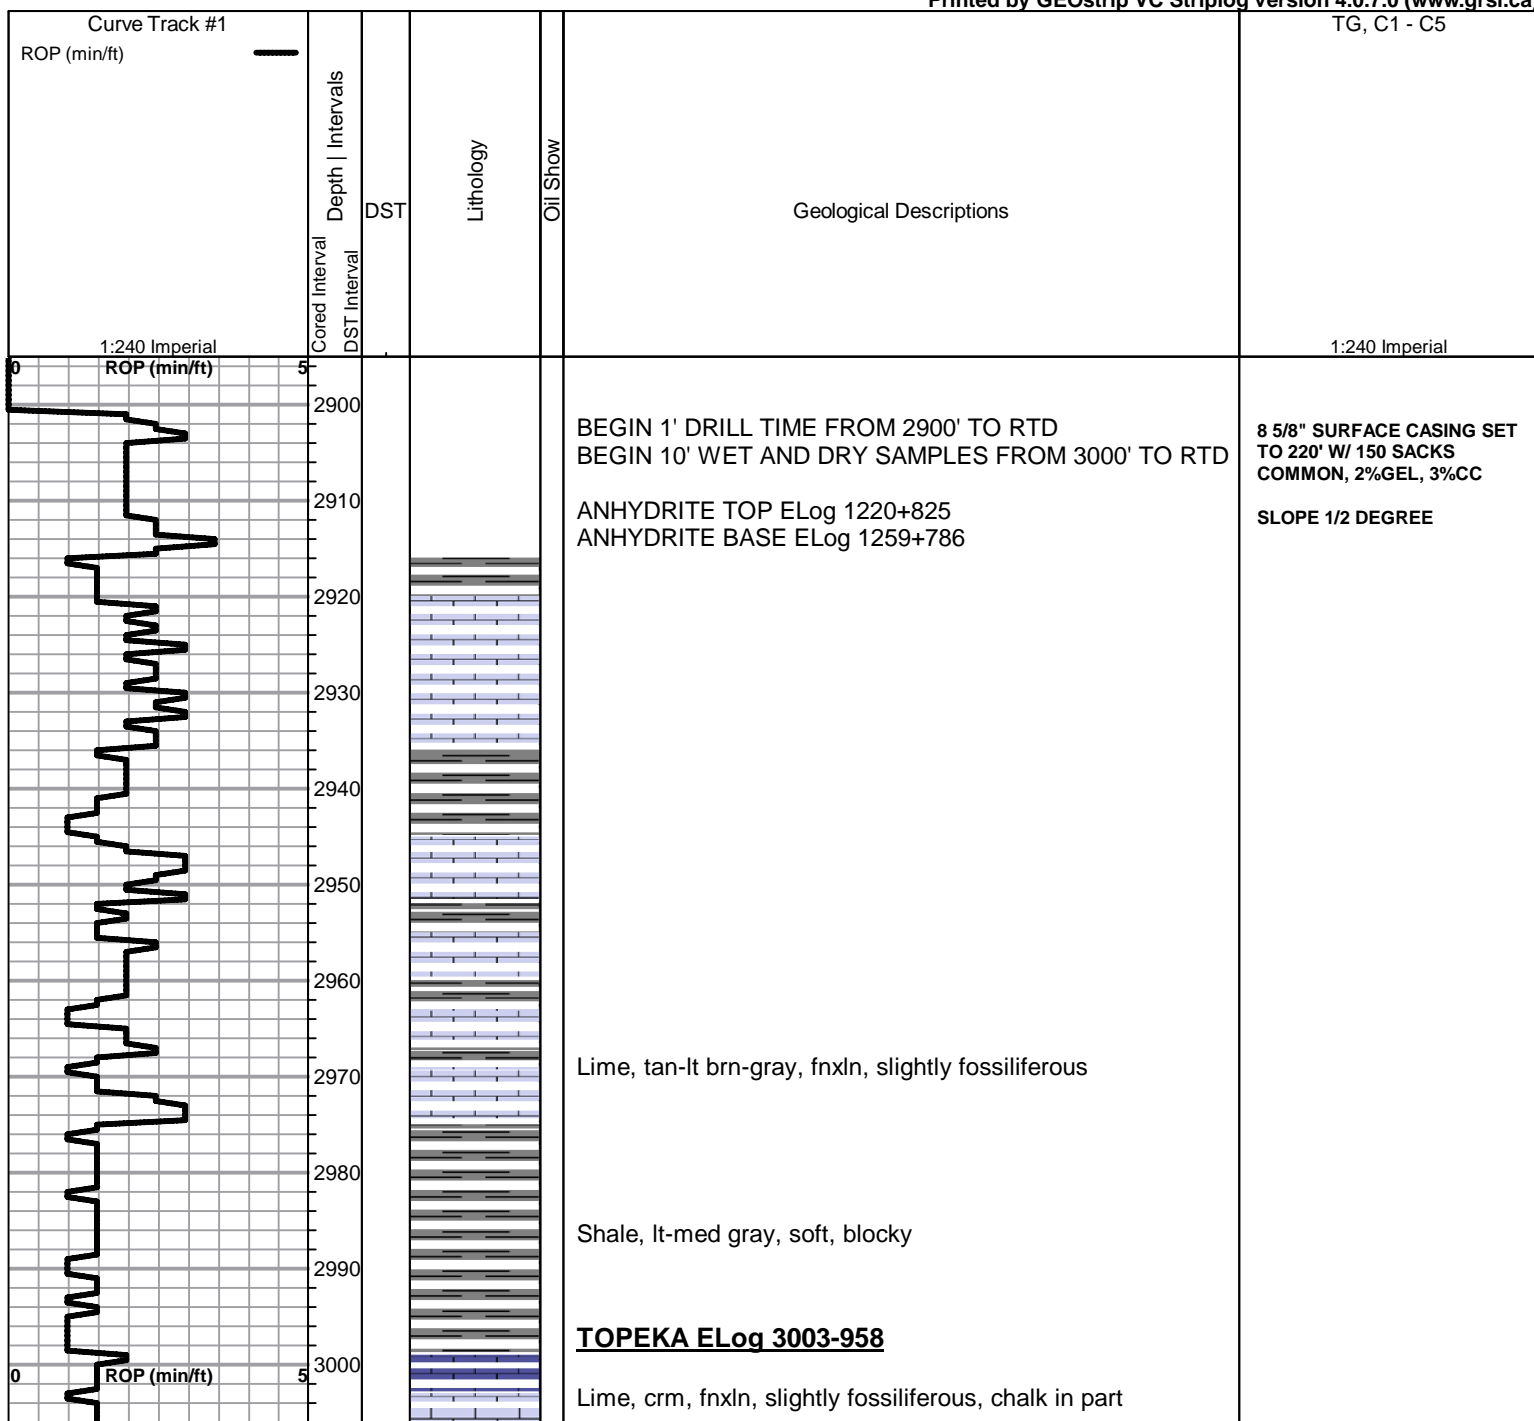 Printed by GEOstrip VC Striplog version 4.0.7.0 (www.grsi.ca)
Curve Track #1
ROP (min/ft)
1:240 Imperial
Depth | Intervals
Cored Interval
DST Interval
DST
Lithology
Oil Show
Geological Descriptions
TG, C1 - C5
1:240 Imperial
0 ROP (min/ft) 5
2900
BEGIN 1' DRILL TIME FROM 2900' TO RTD
BEGIN 10' WET AND DRY SAMPLES FROM 3000' TO RTD
8 5/8" SURFACE CASING SET
TO 220' W/ 150 SACKS
COMMON, 2%GEL, 3%CC
2910
ANHYDRITE TOP ELog 1220+825
ANHYDRITE BASE ELog 1259+786
SLOPE 1/2 DEGREE
2920
2930
2940
2950
2960
Lime, tan-lt brn-gray, fnxln, slightly fossiliferous
2970
2980
Shale, lt-med gray, soft, blocky
2990
TOPEKA ELog 3003-958
3000
0 ROP (min/ft) 5
Lime, crm, fnxln, slightly fossiliferous, chalk in part